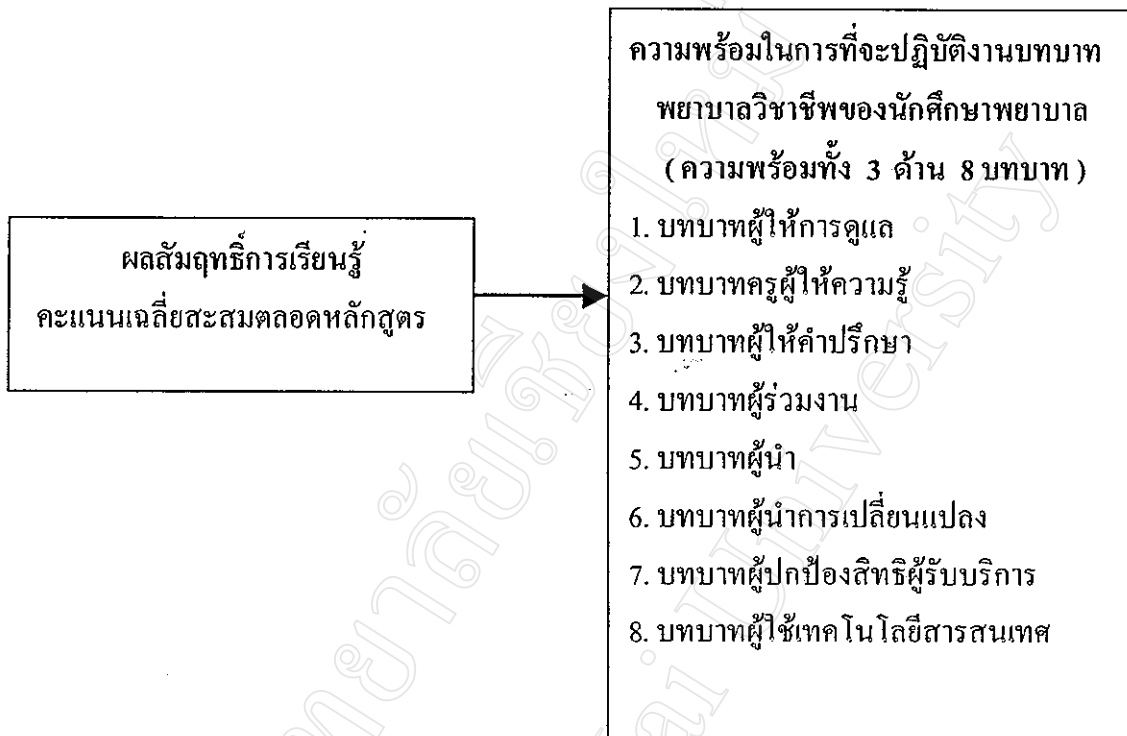 ความพร้อมในการที่จะปฏิบัติงานบทบาท
พยาบาลวิชาชีพของนักศึกษาพยาบาล
(ความพร้อมทั้ง 3 ด้าน 8 บทบาท)
ผลสัมฤทธิ์การเรียนรู้
คะแนนเฉลี่ยสะสมตลอดหลักสูตร
1. บทบาทผู้ให้การดูแล
2. บทบาทครูผู้ให้ความรู้
3. บทบาทผู้ให้คำปรึกษา
4. บทบาทผู้ร่วมงาน
5. บทบาทผู้นำ
6. บทบาทผู้นำการเปลี่ยนแปลง
7. บทบาทผู้ปกป้องสิทธิผู้รับบริการ
8. บทบาทผู้ใช้เทคโนโลยีสารสนเทศ
University